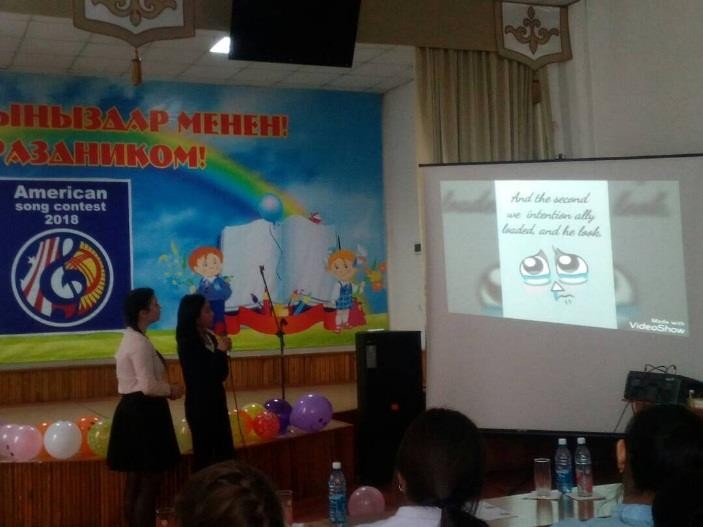 ЫҢЫЗДАР МЕНЕН!
РАЗДНИКОМ!
American
song contest
2018
And the second
we intention ally
loaded, and he look.
Made with
VideoShow